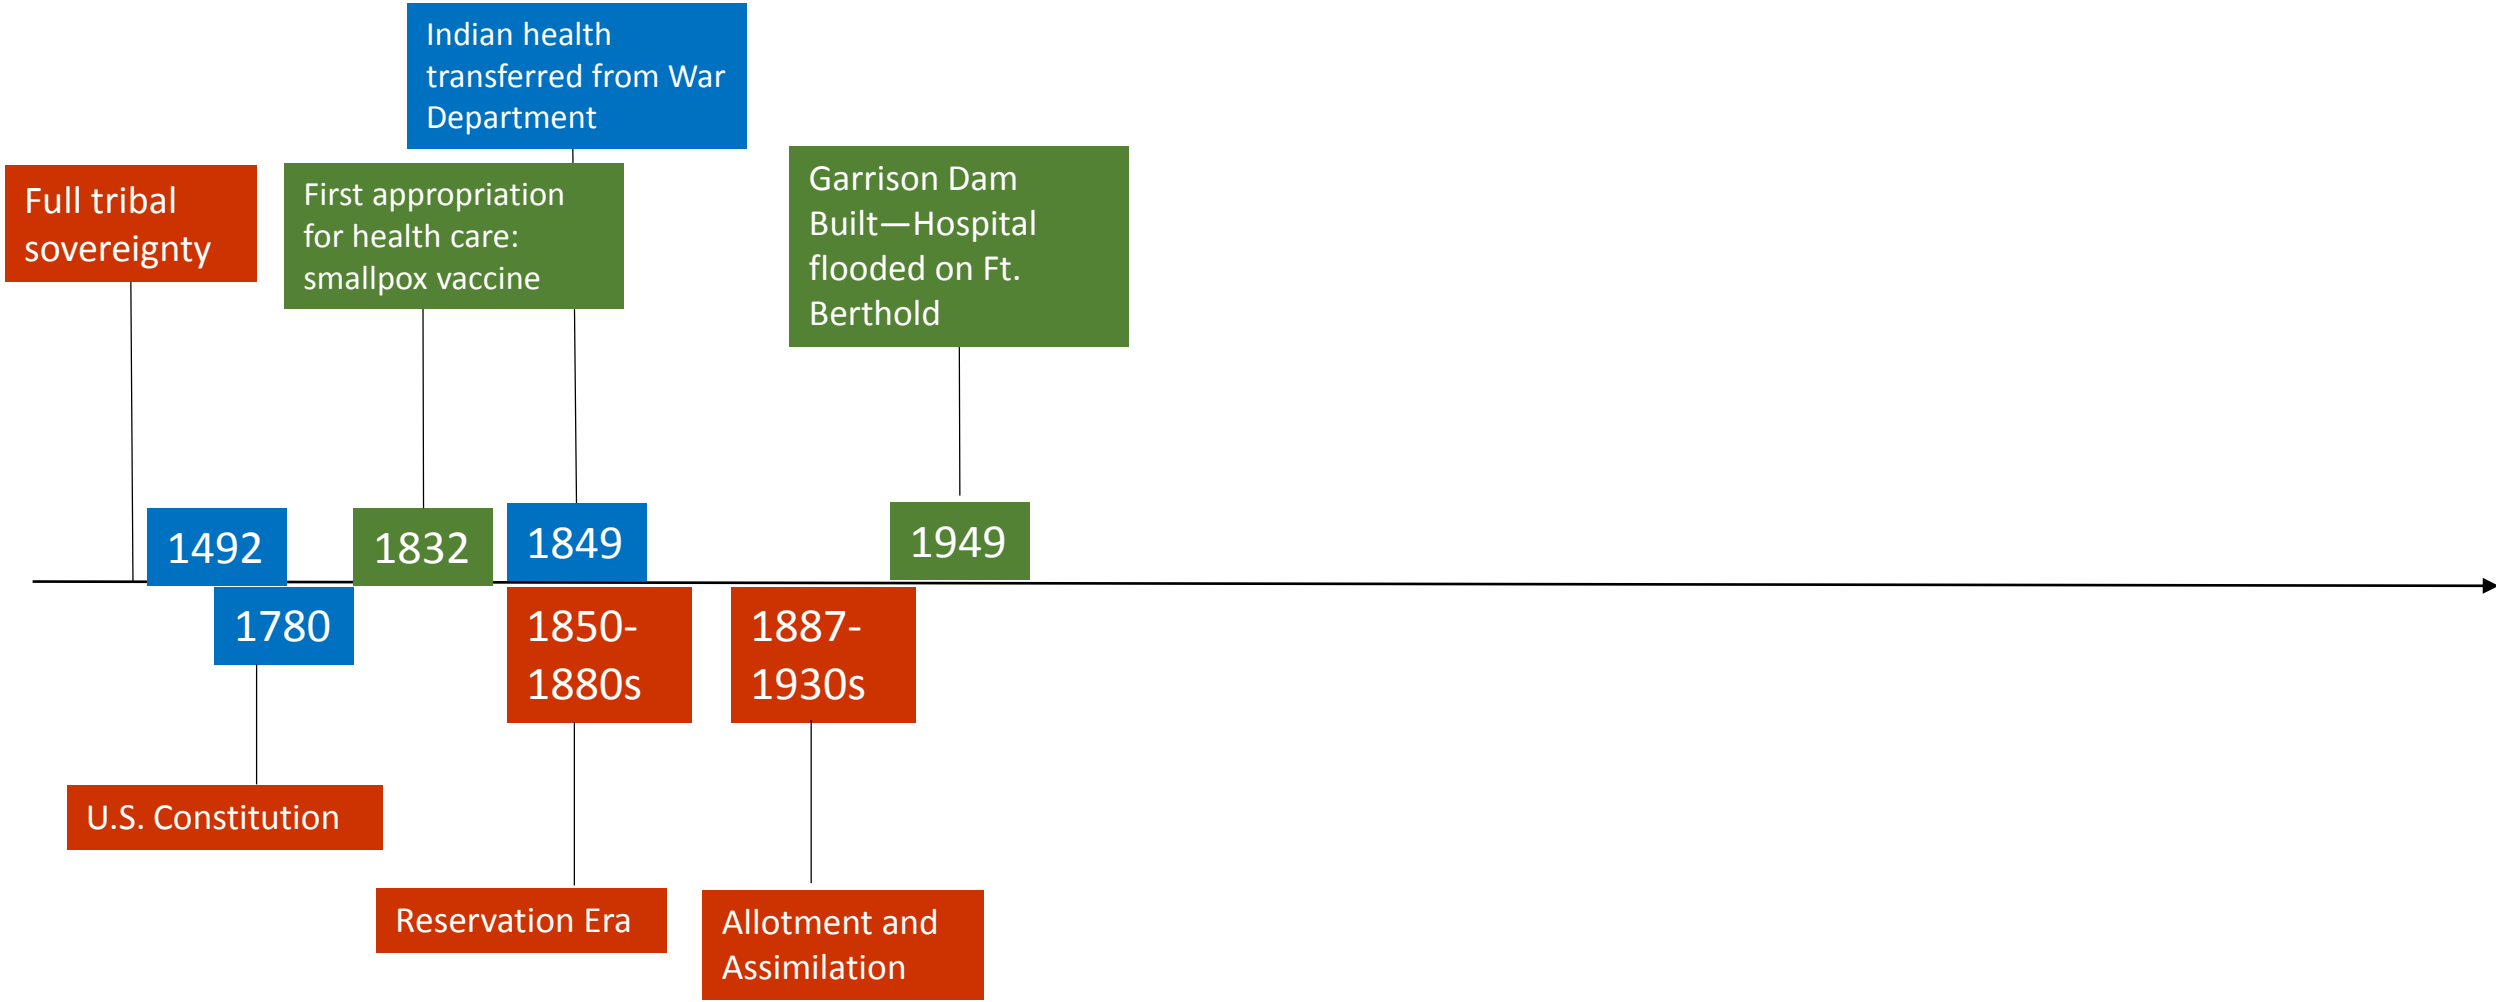 Indian health
transferred from War
Department
Full tribal
sovereignty
First appropriation
for health care:
smallpox vaccine
Garrison Dam
Built—Hospital
flooded on Ft.
Berthold
1492
1832
1849
1949
1780
1850-
1880s
1887-
1930s
U.S. Constitution
Reservation Era
Allotment and
Assimilation